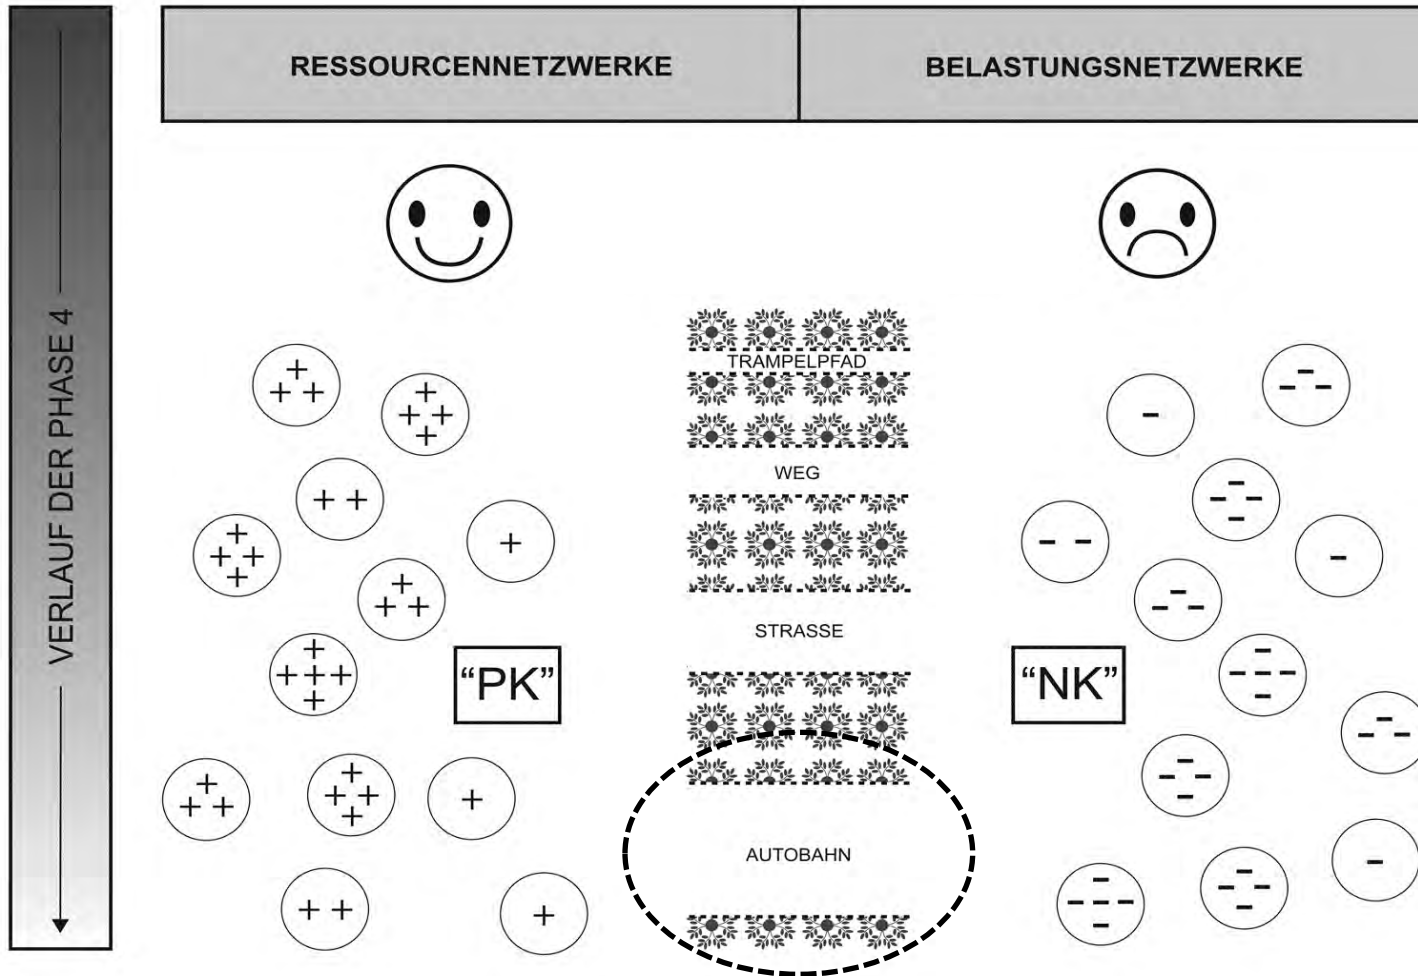 RESSOURCENNETZWERKE
BELASTUNGSNETZWERKE
VERLAUF DER PHASE 4
TRAMPELPFAD
WEG
STRASSE
“PK”
“NK”
AUTOBAHN